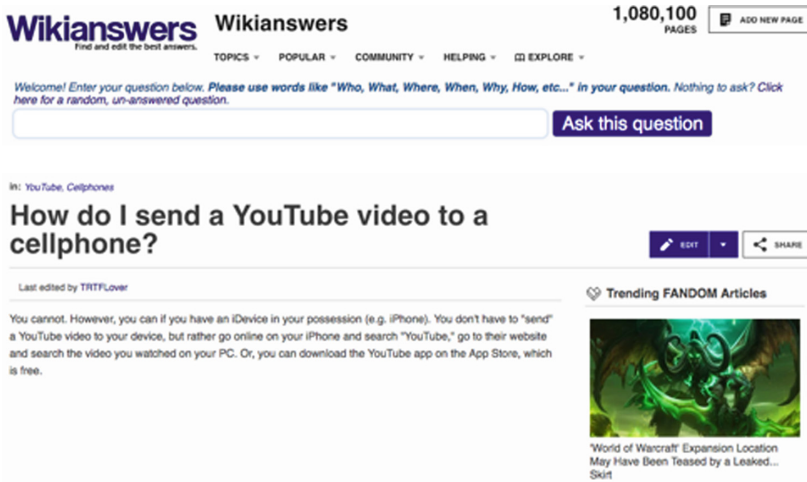 Wikianswers
Find and edit the best answers.
Wikianswers
1,080,100
PAGES
ADD NEW PAGE
TOPICS
POPULAR
COMMUNITY
HELPING
EXPLORE
Welcome! Enter your question below. Please use words like "Who, What, Where, When, Why, How, etc..." in your question. Nothing to ask? Click
here for a random, un-answered question.
Ask this question
in: YouTube, Cellphones
How do I send a YouTube video to a
cellphone?
EDIT
SHARE
Last edited by TRTFLover
You cannot. However, you can if you have an iDevice in your possession (e.g. iPhone). You don't have to "send"
a YouTube video to your device, but rather go online on your iPhone and search "YouTube," go to their website
and search the video you watched on your PC. Or, you can download the YouTube app on the App Store, which
is free.
Trending FANDOM Articles
'World of Warcraft' Expansion Location
May Have Been Teased by a Leaked...
Skirt